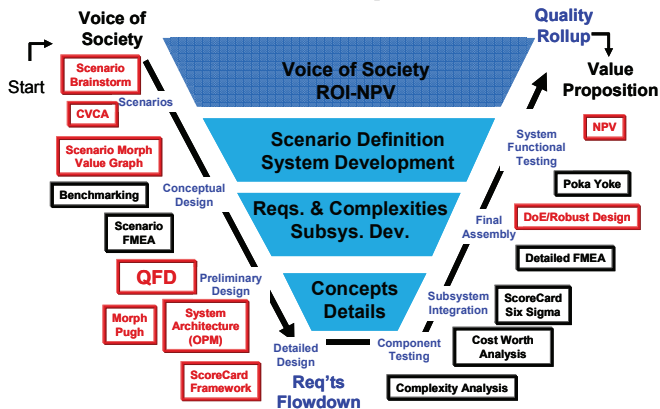 Voice of
Society
Start
Scenario
Brainstorm
Scenarios
CVCA
Scenario Morph
Value Graph
Benchmarking
Conceptual
Design
Scenario
FMEA
QFD
Preliminary
Design
Morph
Pugh
System
Architecture
(OPM)
ScoreCard
Framework
Detailed
Design
Req'ts
Flowdown
Voice of Society
ROI-NPV
Scenario Definition
System Development
Reqs. & Complexities
Subsys. Dev.
Concepts
Details
Quality
Rollup
Value
Proposition
NPV
System
Functional
Testing
Poka Yoke
Final
Assembly
DoE/Robust Design
Detailed FMEA
Subsystem
Integration
ScoreCard
Six Sigma
Cost Worth
Analysis
Component
Testing
Complexity Analysis